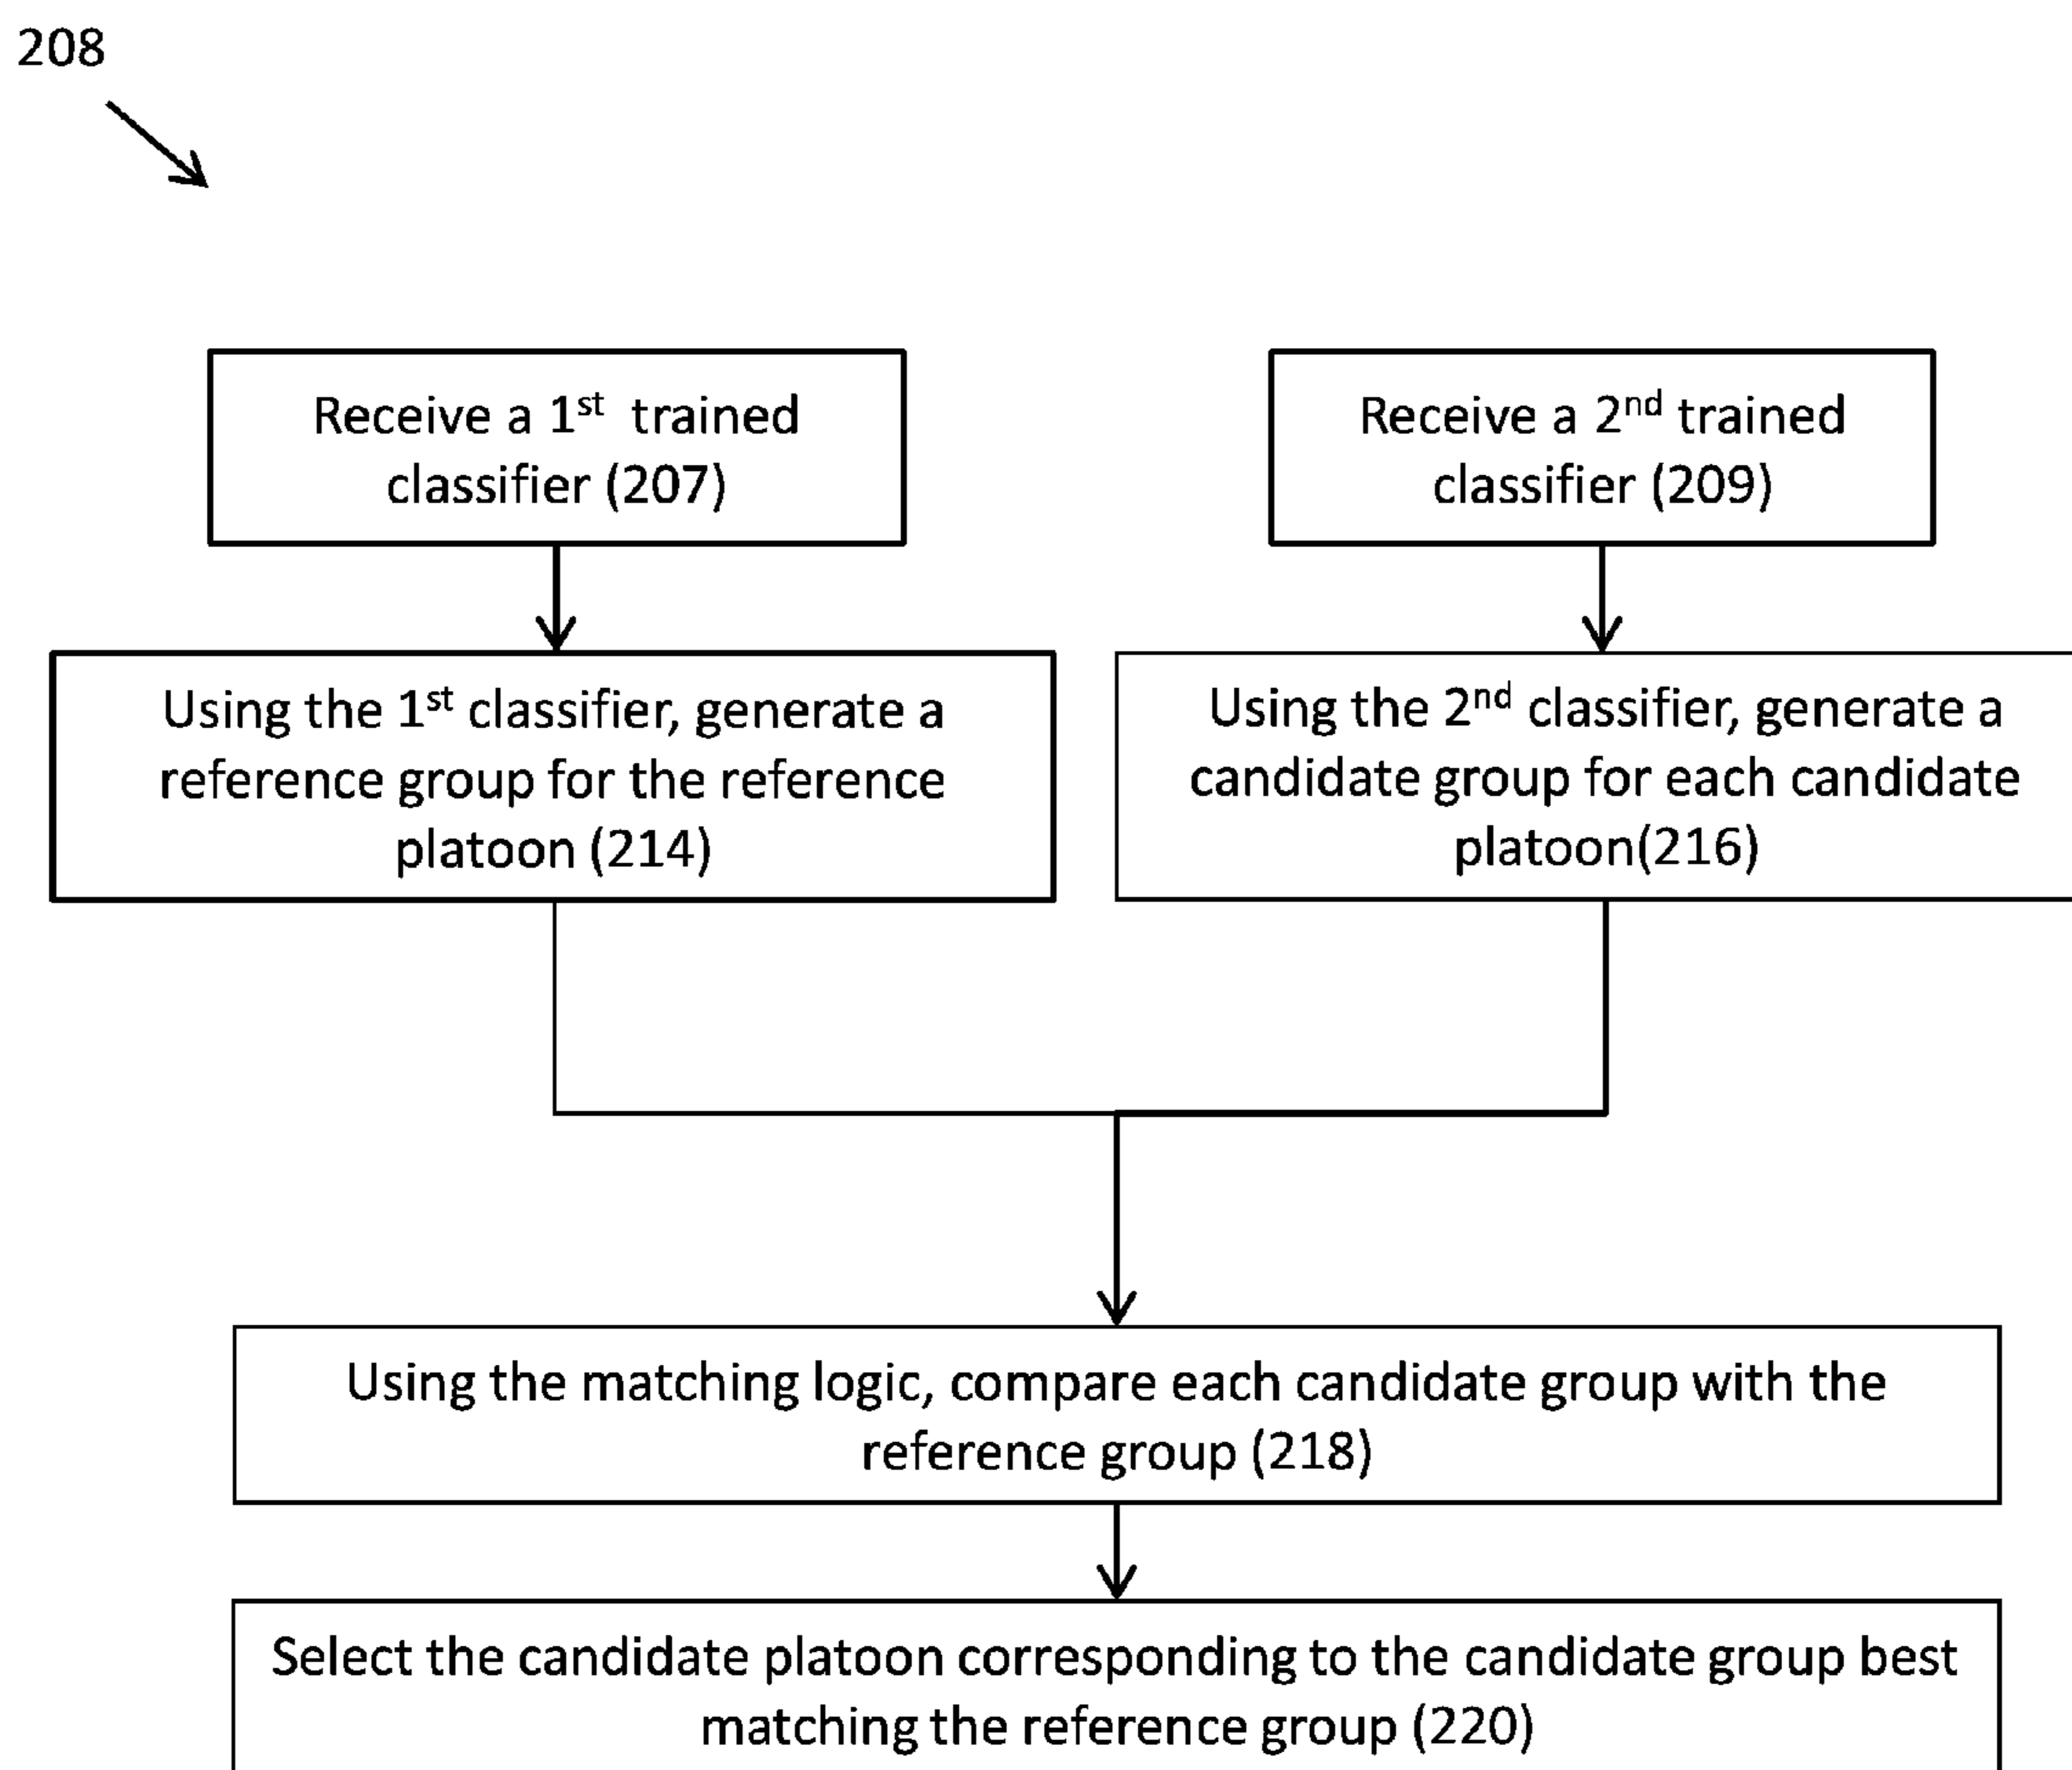 208
Receive a 1st trained
classifier (207)
Receive a 2nd trained
classifier (209)
Using the 1st classifier, generate a
reference group for the reference
platoon (214)
Using the 2nd classifier, generate a
candidate group for each candidate
platoon(216)
Using the matching logic, compare each candidate group with the
reference group (218)
Select the candidate platoon corresponding to the candidate group best
matching the reference group (220)